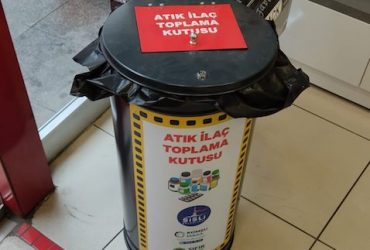 ATIK İLAÇ
TOPLAMA
KUTUSU
ATIK İLAÇ
TOPLAMA
KUTUSU
ŞİŞLİ